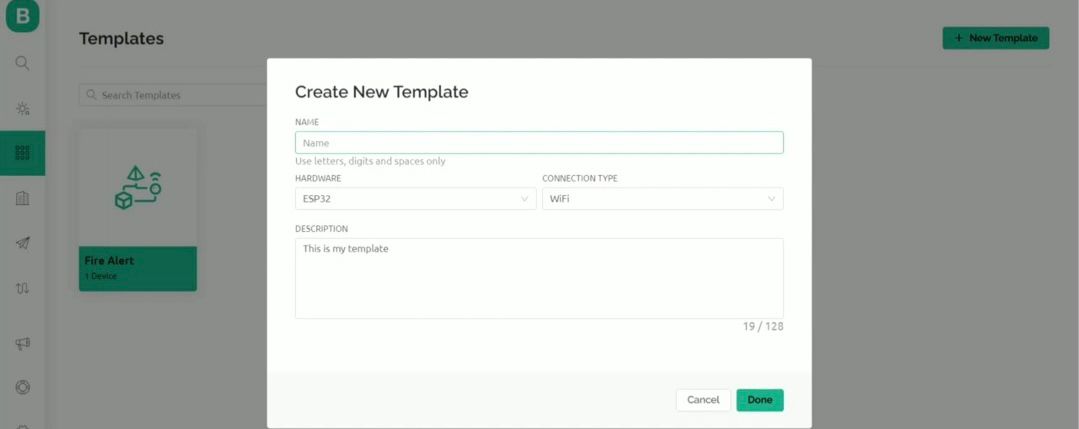 B
Templates
+ New Template
Search Templates
Create New Template
NAME
Name
Use letters, digits and spaces only
HARDWARE
CONNECTION TYPE
ESP32
WiFi
DESCRIPTION
This is my template
Fire Alert
1 Device
19 / 128
Cancel
Done